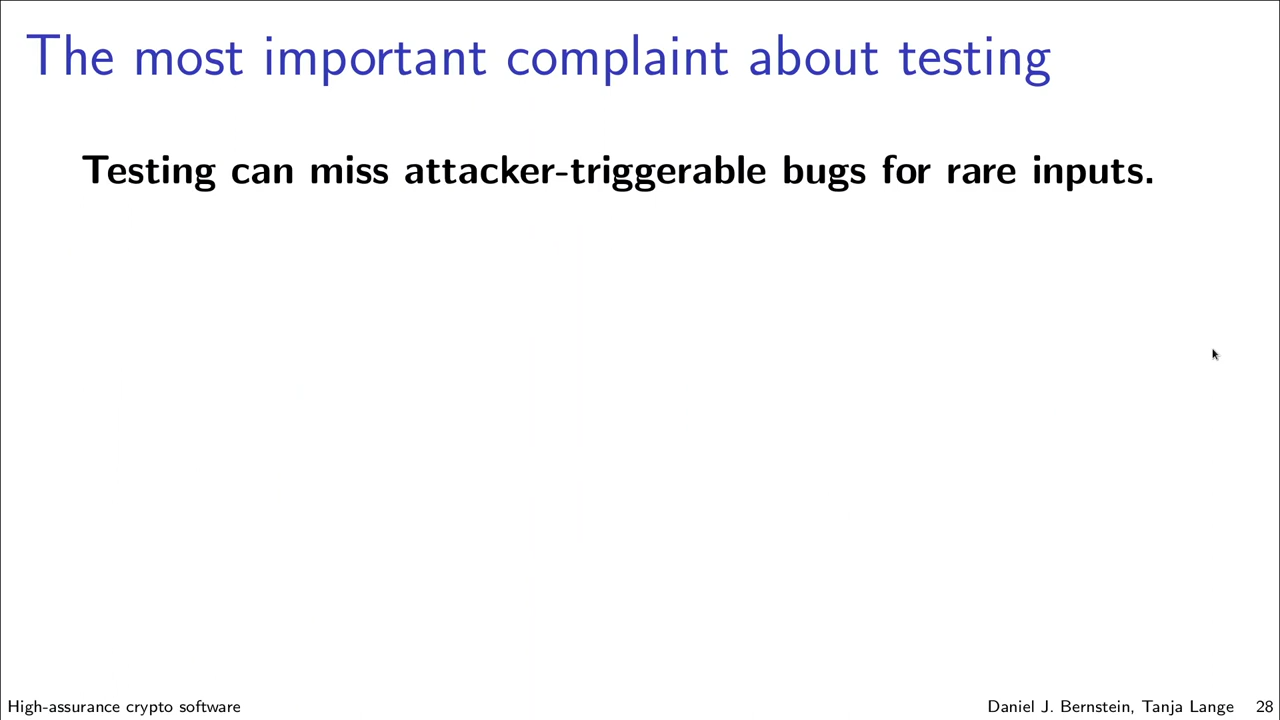 The most important complaint about testing
Testing can miss attacker-triggerable bugs for rare inputs.
High-assurance crypto software
Daniel J. Bernstein, Tanja Lange 28